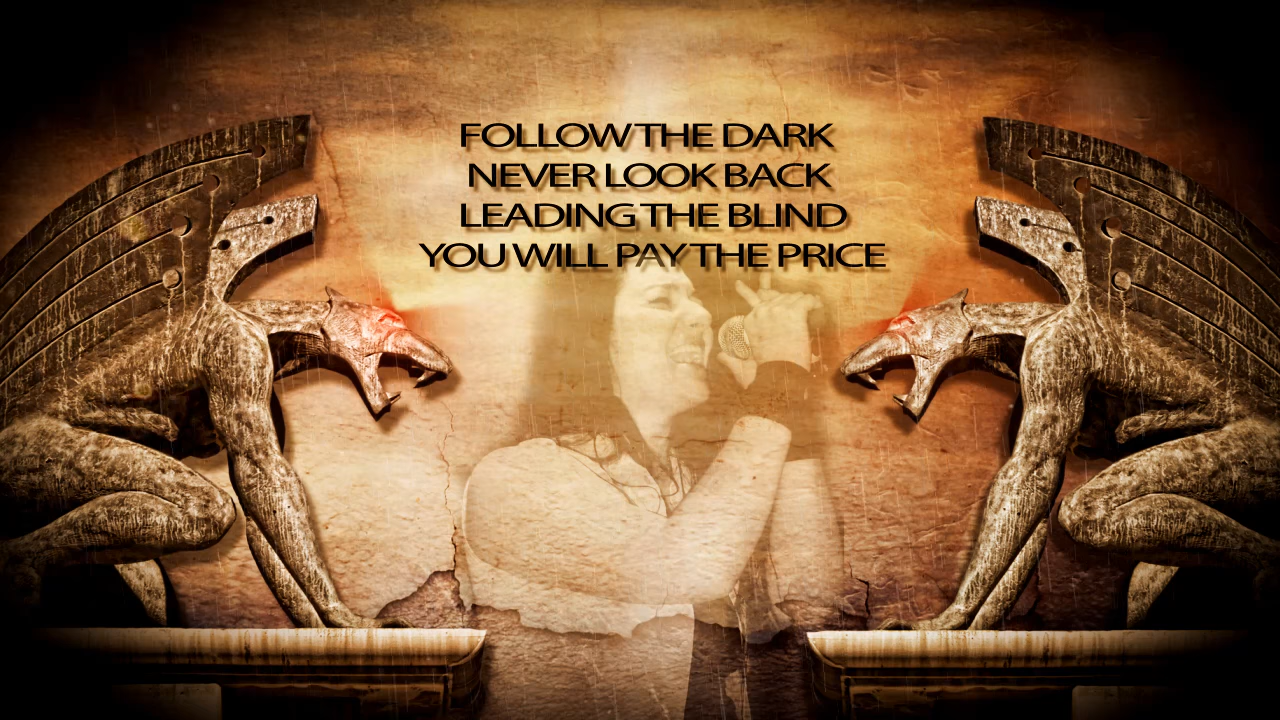 FOLLOW THE DARK
NEVER LOOK BACK
LEADING THE BLIND
YOU WILL PAY THE PRICE